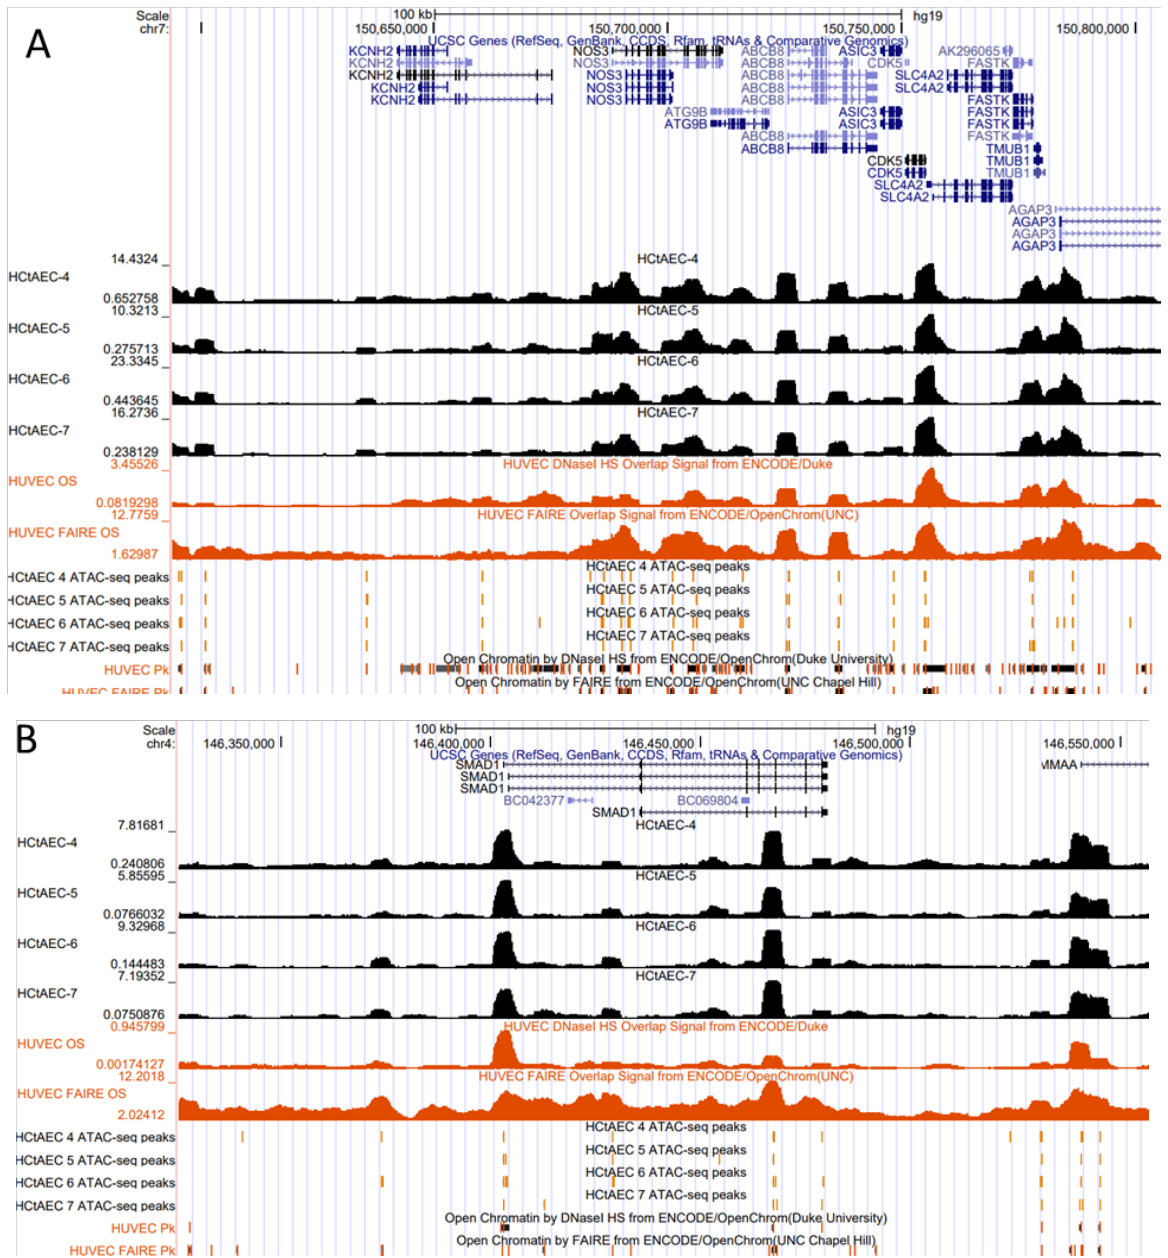 A
Scale 100 kb hg19
chr7: 150,650,000 150,700,000 150,750,000 150,800,000
UCSC Genes (RefSeq, GenBank, CCDS, Rfam, tRNAs & Comparative Genomics)
KCNH2 NOS3 ABCB8 ASIC3 AK296065
KCNH2 NOS3 ABCB8 CDK5 FASTK
KCNH2 NOS3 ABCB8 SLC4A2 FASTK
KCNH2 NOS3 ABCB8 SLC4A2 FASTK
KCNH2 NOS3 ABCB8 FASTK
ATG9B ASIC3 FASTK
ATG9B ASIC3 FASTK
ABCB8 FASTK
ABCB8 TMUB1
CDK5 TMUB1
CDK5 TMUB1
SLC4A2
SLC4A2
AGAP3
AGAP3
AGAP3
AGAP3
14.4324 HCtAEC-4
HCtAEC-4
0.652758
10.3213 HCtAEC-5
HCtAEC-5
0.275713
23.3345 HCtAEC-6
HCtAEC-6
0.443645
16.2736 HCtAEC-7
HCtAEC-7
0.238129
3.45526 HUVEC DNaseI HS Overlap Signal from ENCODE/Duke
HUVEC OS
0.0819298
12.7759 HUVEC FAIRE Overlap Signal from ENCODE/OpenChrom(UNC)
HUVEC FAIRE OS
1.62987
HCtAEC 4 ATAC-seq peaks
HCtAEC 4 ATAC-seq peaks
HCtAEC 5 ATAC-seq peaks
HCtAEC 5 ATAC-seq peaks
HCtAEC 6 ATAC-seq peaks
HCtAEC 6 ATAC-seq peaks
HCtAEC 7 ATAC-seq peaks
HCtAEC 7 ATAC-seq peaks
Open Chromatin by DNaseI HS from ENCODE/OpenChrom(Duke University)
HUVEC Pk
Open Chromatin by FAIRE from ENCODE/OpenChrom(UNC Chapel Hill)
HUVEC FAIRE Pk
B
Scale 100 kb hg19
chr4: 146,350,000 146,400,000 146,450,000 146,500,000 146,550,000
UCSC Genes (RefSeq, GenBank, CCDS, Rfam, tRNAs & Comparative Genomics)
SMAD1 MMAA
SMAD1
SMAD1
BC042377 BC069804
SMAD1
7.81681 HCtAEC-4
HCtAEC-4
0.240806
5.85595 HCtAEC-5
HCtAEC-5
0.0766032
9.32968 HCtAEC-6
HCtAEC-6
0.144483
7.19352 HCtAEC-7
HCtAEC-7
0.0750876
0.945799 HUVEC DNaseI HS Overlap Signal from ENCODE/Duke
HUVEC OS
0.00174127
12.2018 HUVEC FAIRE Overlap Signal from ENCODE/OpenChrom(UNC)
HUVEC FAIRE OS
2.02412
HCtAEC 4 ATAC-seq peaks
HCtAEC 4 ATAC-seq peaks
HCtAEC 5 ATAC-seq peaks
HCtAEC 5 ATAC-seq peaks
HCtAEC 6 ATAC-seq peaks
HCtAEC 6 ATAC-seq peaks
HCtAEC 7 ATAC-seq peaks
HCtAEC 7 ATAC-seq peaks
Open Chromatin by DNaseI HS from ENCODE/OpenChrom(Duke University)
HUVEC Pk
Open Chromatin by FAIRE from ENCODE/OpenChrom(UNC Chapel Hill)
HUVEC FAIRE Pk